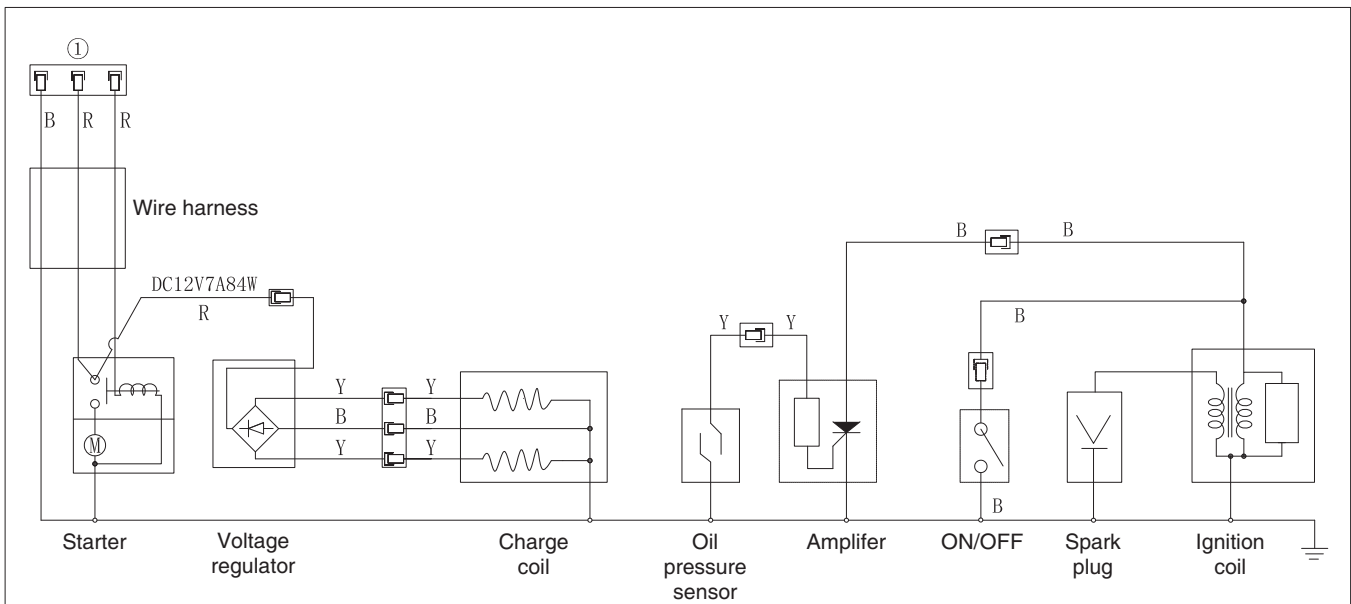 ①
B R R
Wire harness
DC12V7A84W
R
B B
B
Y Y
Y Y
B B
Y Y
M
B
Starter
Voltage
regulator
Charge
coil
Oil
pressure
sensor
Amplifer
ON/OFF
Spark
plug
Ignition
coil